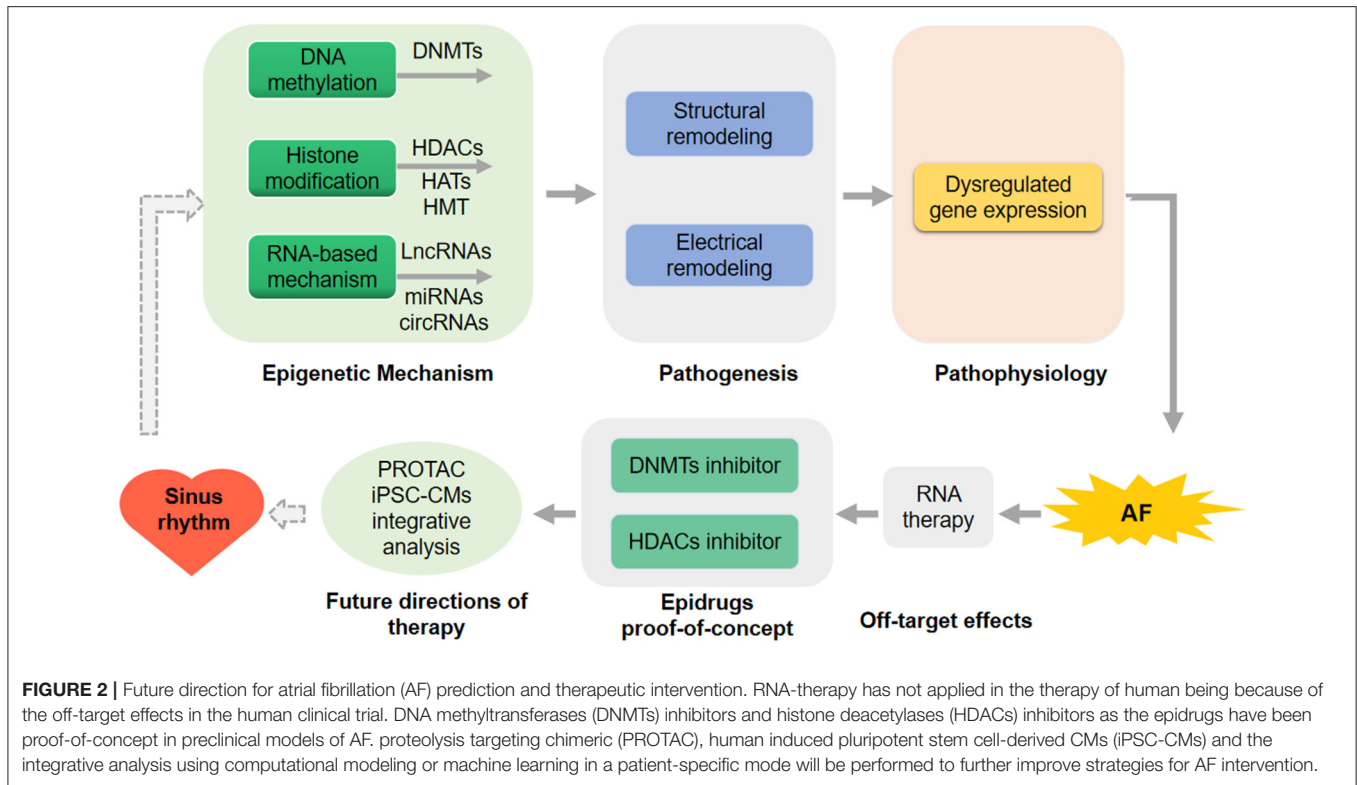 DNA
methylation
DNMTs
Histone
modification
HDACs
HATs
HMT
RNA-based
mechanism
LncRNAs
miRNAs
circRNAs
Epigenetic Mechanism
Structural
remodeling
Electrical
remodeling
Pathogenesis
Dysregulated
gene expression
Pathophysiology
Sinus
rhythm
PROTAC
iPSC-CMs
integrative
analysis
Future directions of
therapy
DNMTs inhibitor
HDACs inhibitor
Epidrugs
proof-of-concept
RNA
therapy
Off-target effects
AF
FIGURE 2 | Future direction for atrial fibrillation (AF) prediction and therapeutic intervention. RNA-therapy has not applied in the therapy of human being because of
the off-target effects in the human clinical trial. DNA methyltransferases (DNMTs) inhibitors and histone deacetylases (HDACs) inhibitors as the epidrugs have been
proof-of-concept in preclinical models of AF. proteolysis targeting chimeric (PROTAC), human induced pluripotent stem cell-derived CMs (iPSC-CMs) and the
integrative analysis using computational modeling or machine learning in a patient-specific mode will be performed to further improve strategies for AF intervention.